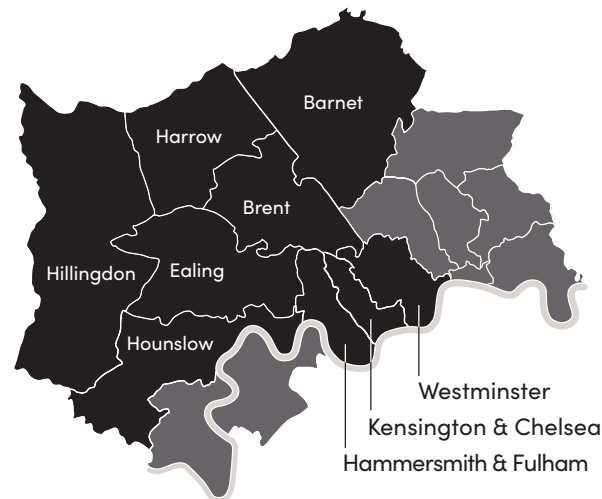 Barnet
Harrow
Brent
Hillingdon
Ealing
Hounslow
Westminster
Kensington & Chelsea
Hammersmith & Fulham